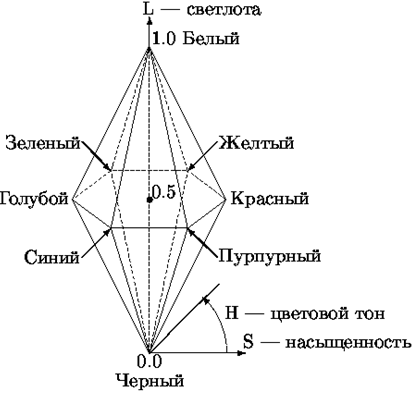 L — светлота
1.0 Белый
Зеленый
Желтый
Голубой
0.5
Красный
Синий
Пурпурный
H — цветовой тон
S — насыщенность
0.0
Черный